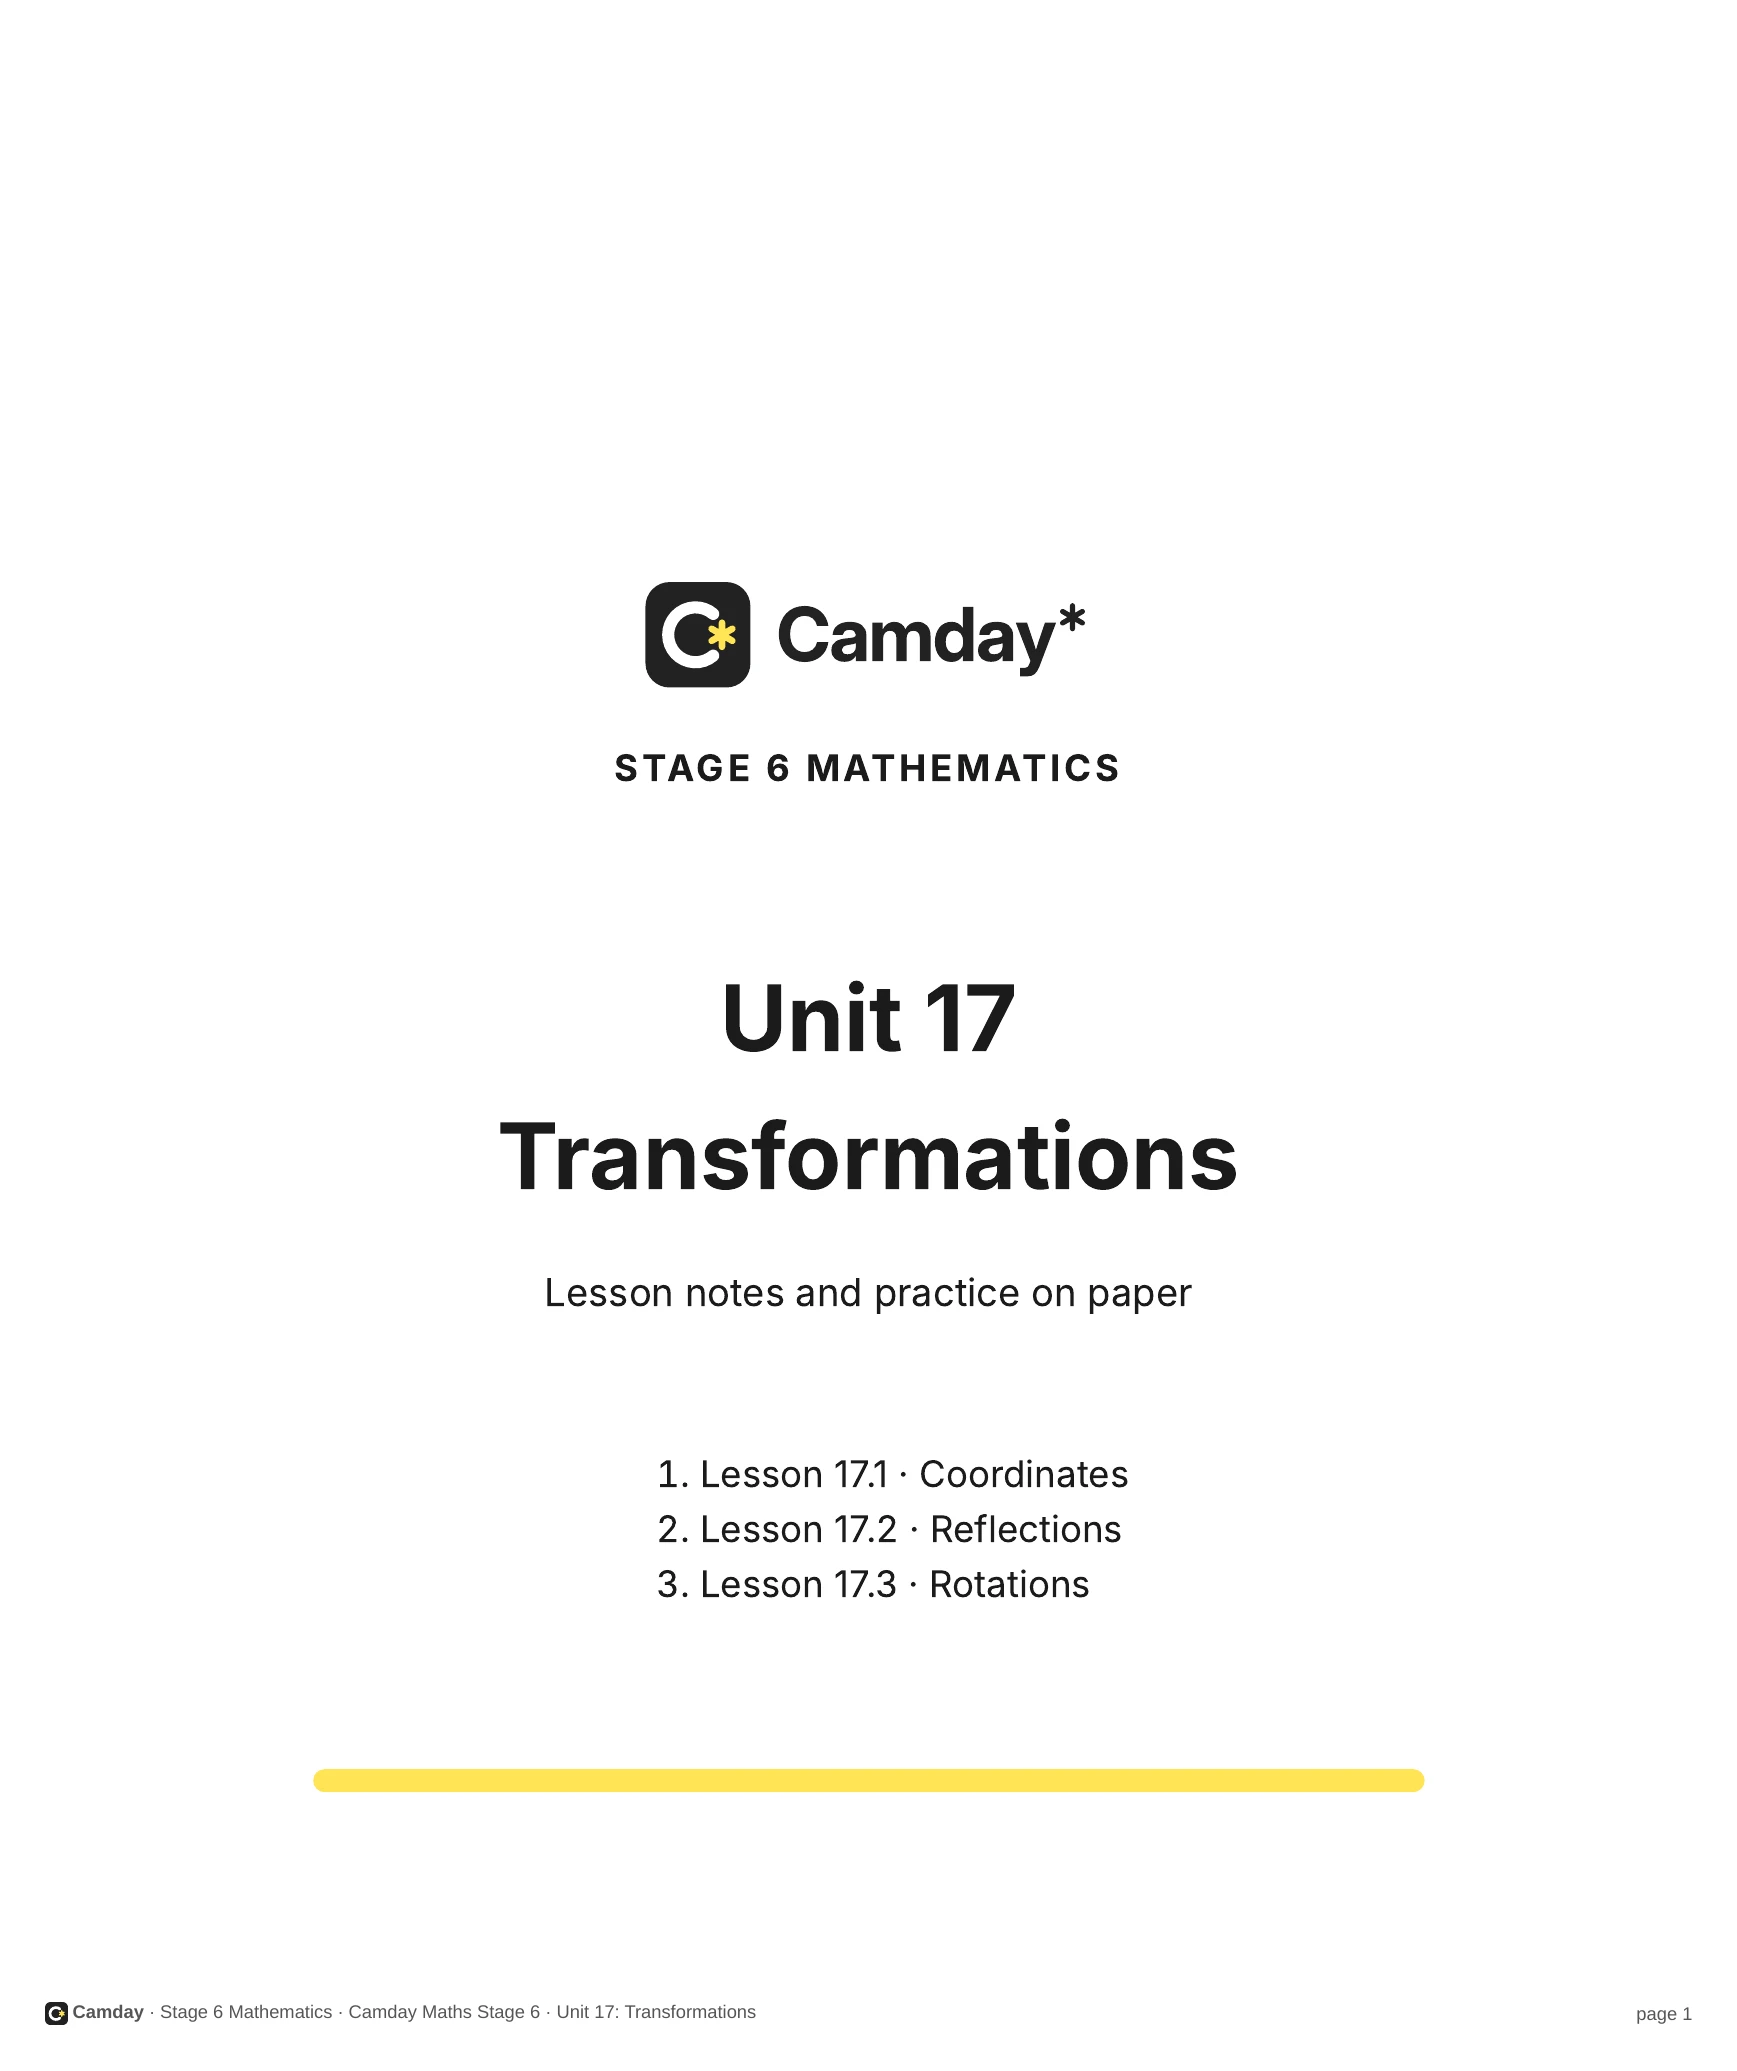 Camday*
STAGE 6 MATHEMATICS
Unit 17
Transformations
Lesson notes and practice on paper
1. Lesson 17.1 · Coordinates
2. Lesson 17.2 · Reflections
3. Lesson 17.3 · Rotations
Camday · Stage 6 Mathematics · Camday Maths Stage 6 · Unit 17: Transformations
page 1